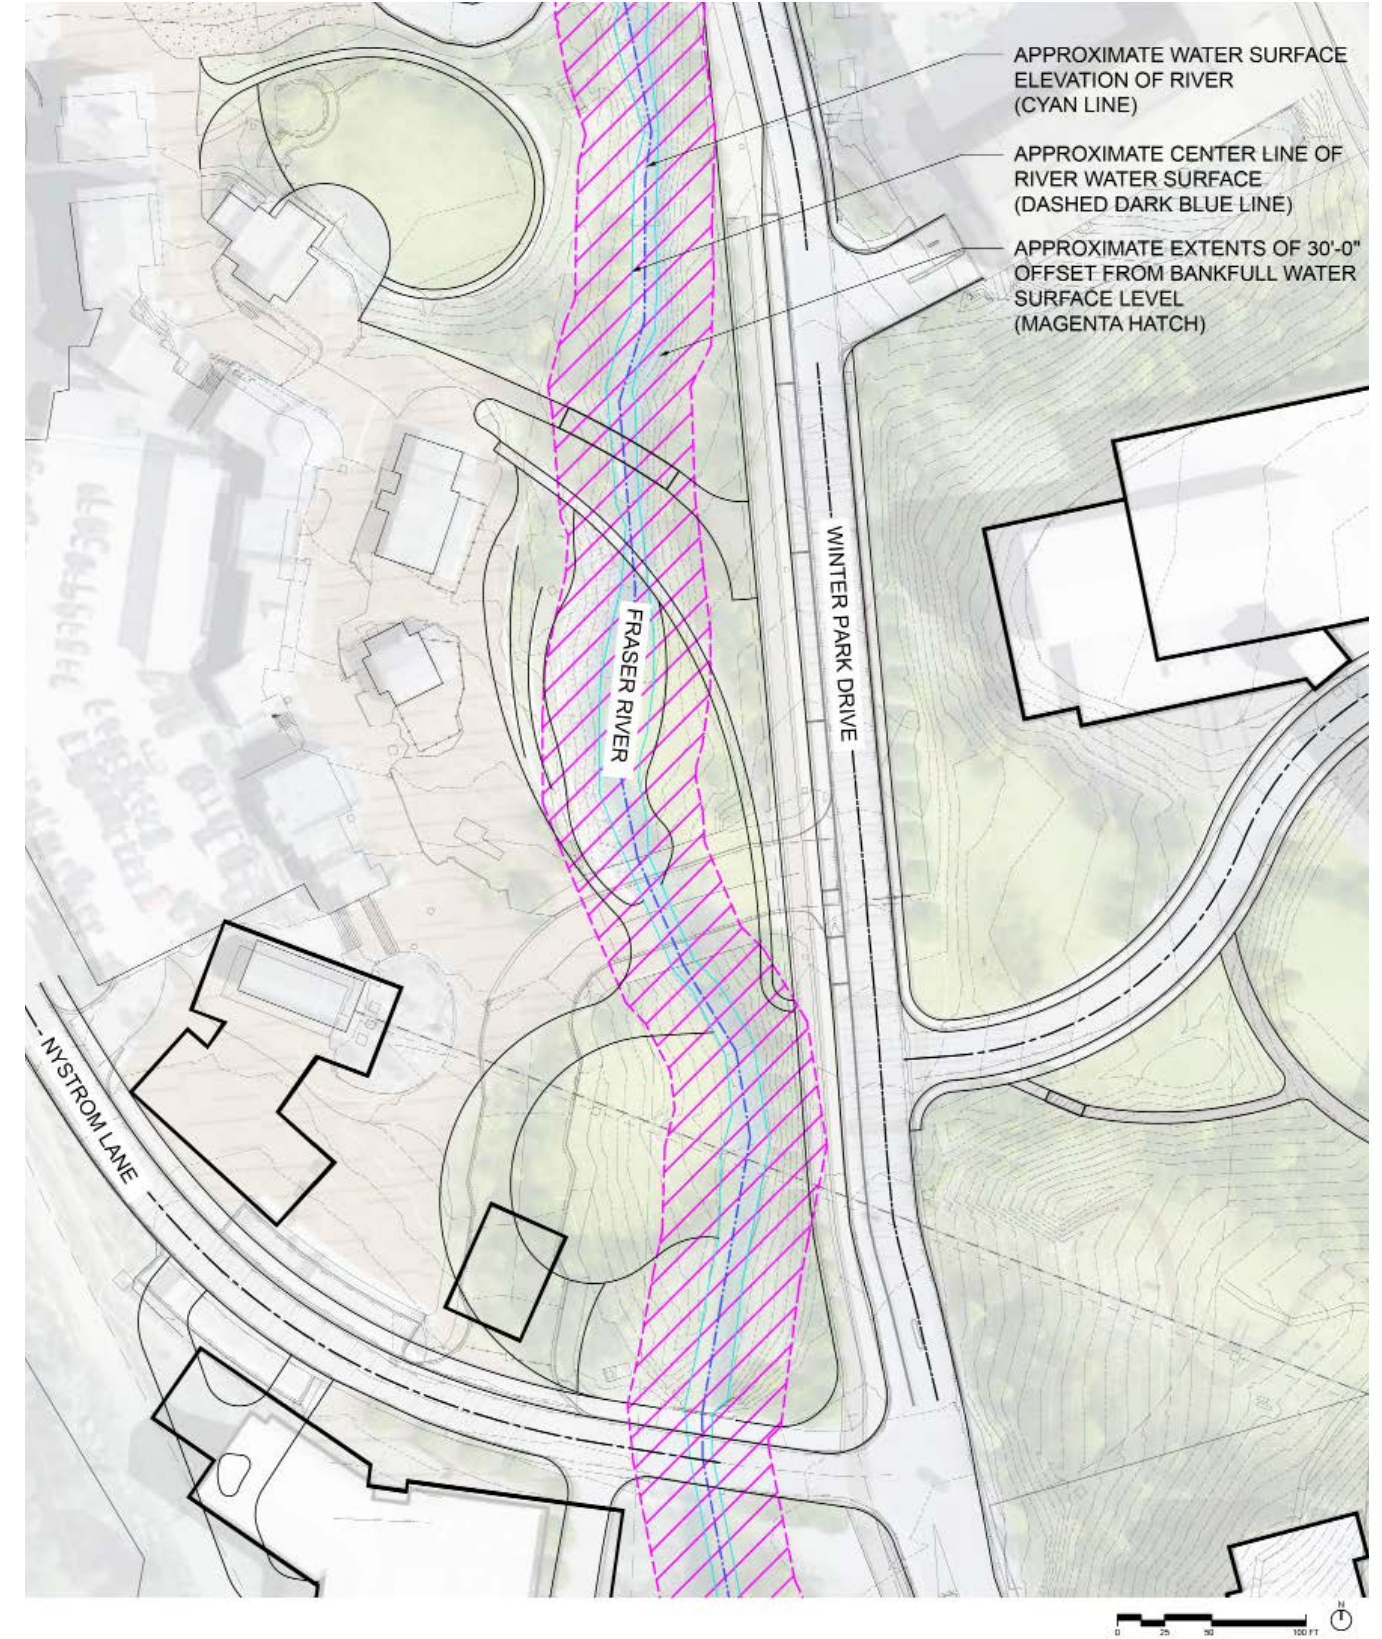 APPROXIMATE WATER SURFACE
ELEVATION OF RIVER
(CYAN LINE)
APPROXIMATE CENTER LINE OF
RIVER WATER SURFACE
(DASHED DARK BLUE LINE)
APPROXIMATE EXTENTS OF 30'-0"
OFFSET FROM BANKFULL WATER
SURFACE LEVEL
(MAGENTA HATCH)
WINTER PARK DRIVE
FRASER RIVER
NYSTROM LANE
N
0 25 50 100 FT